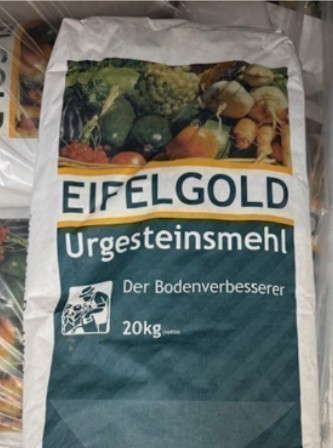 EIFELGOLD
Urgesteinsmehl
Der Bodenverbesserer
20kg